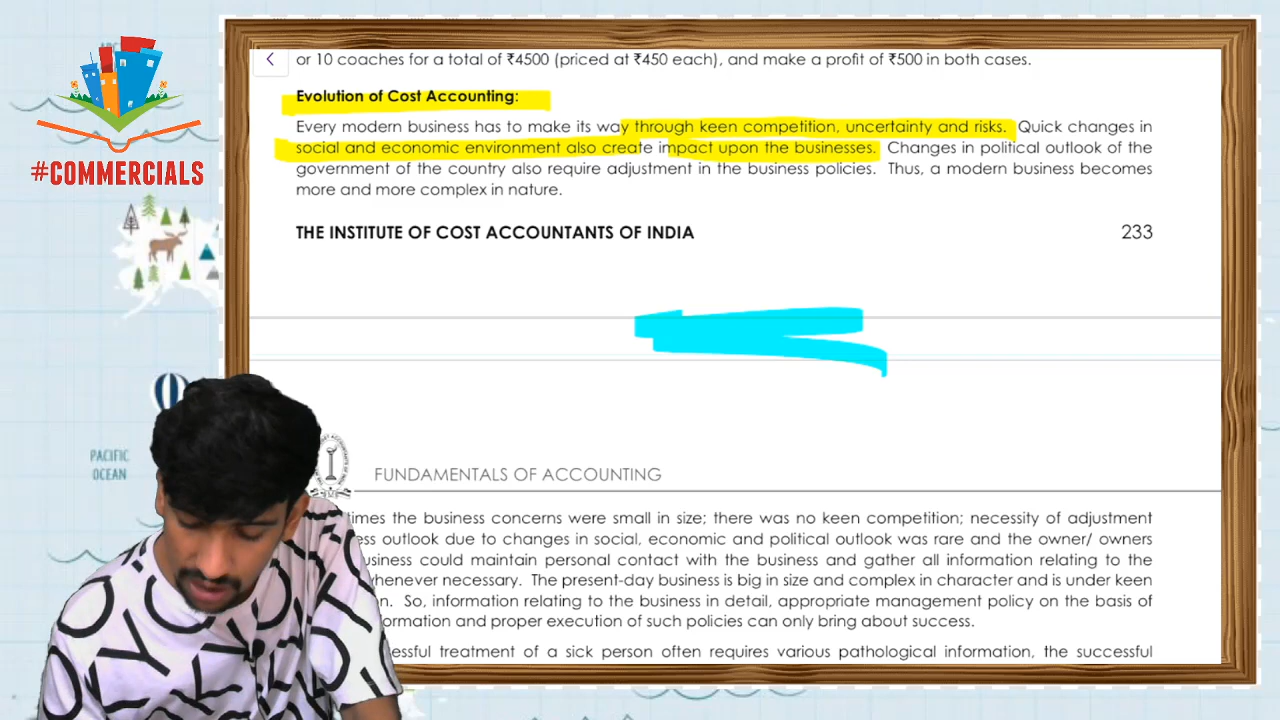 or 10 coaches for a total of ₹4500 (priced at ₹450 each), and make a profit of ₹500 in both cases.
Evolution of Cost Accounting:
Every modern business has to make its way through keen competition, uncertainty and risks. Quick changes in
social and economic environment also create impact upon the businesses. Changes in political outlook of the
government of the country also require adjustment in the business policies. Thus, a modern business becomes
more and more complex in nature.
THE INSTITUTE OF COST ACCOUNTANTS OF INDIA 233
#COMMERCIALS
PACIFIC
OCEAN
FUNDAMENTALS OF ACCOUNTING
times the business concerns were small in size; there was no keen competition; necessity of adjustment
outlook due to changes in social, economic and political outlook was rare and the owner/ owners
could maintain personal contact with the business and gather all information relating to the
whenever necessary. The present-day business is big in size and complex in character and is under keen
So, information relating to the business in detail, appropriate management policy on the basis of
and proper execution of such policies can only bring about success.
treatment of a sick person often requires various pathological information, the successful